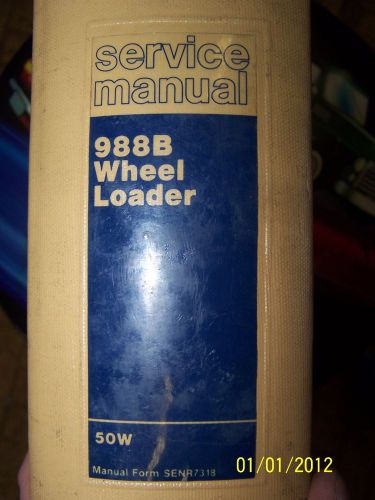 service
manual
988B
Wheel
Loader
50W
Manual Form SENR7318
01/01/2012